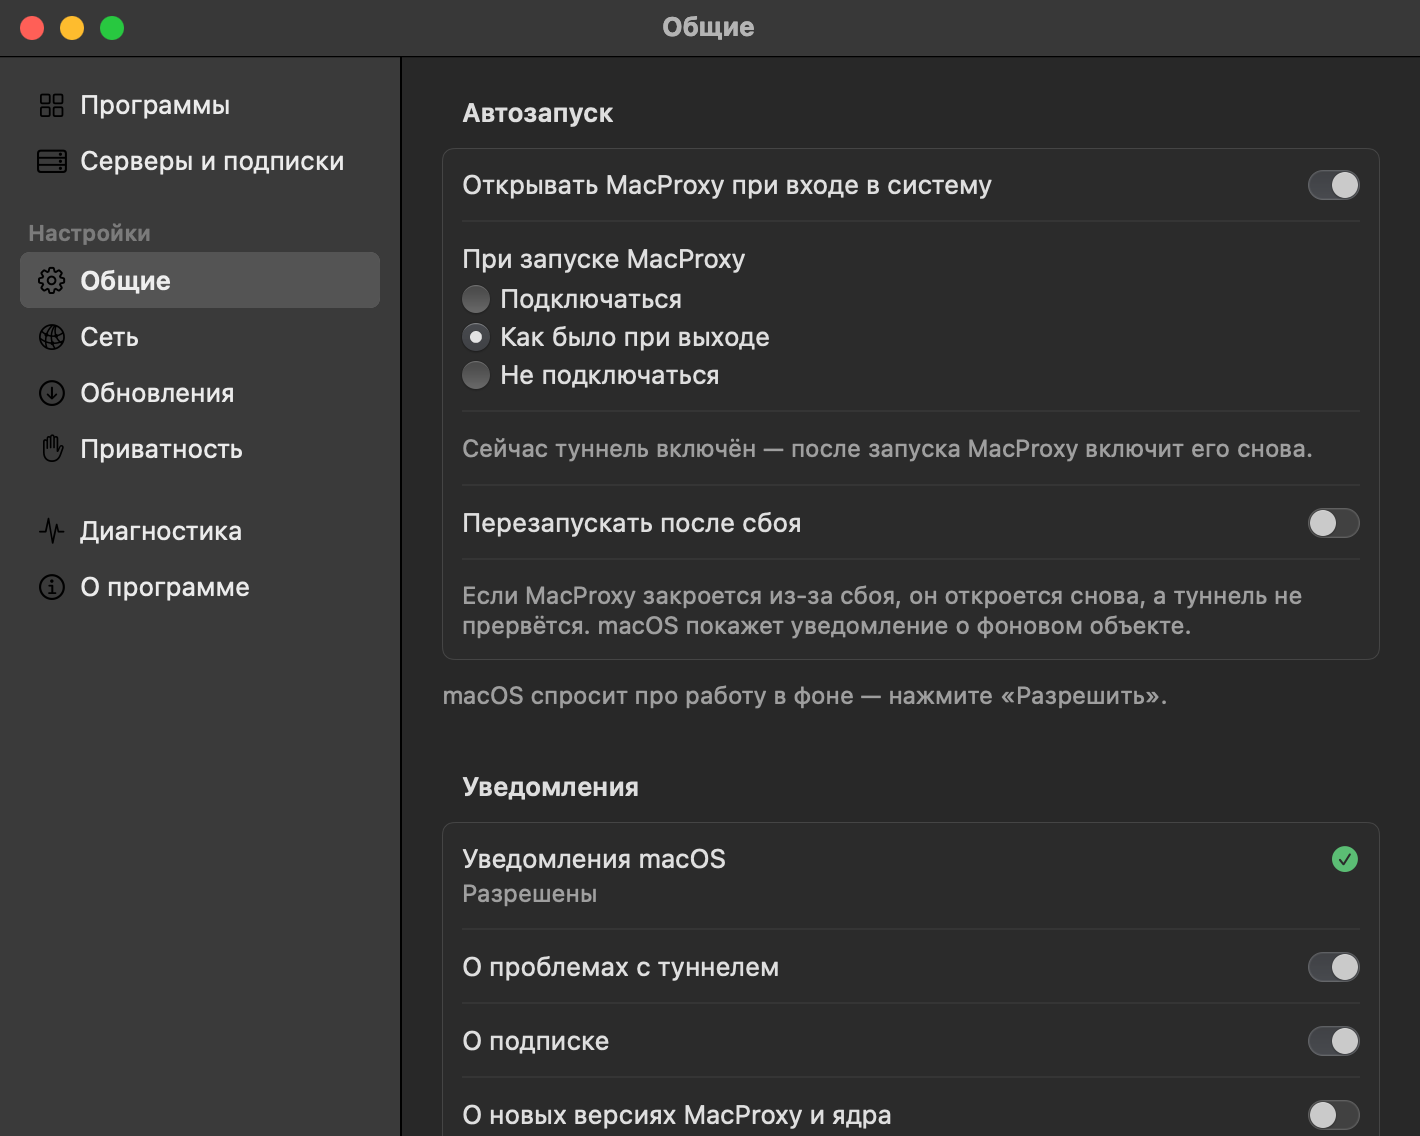 Общие
Программы
Серверы и подписки
Настройки
Общие
Сеть
Обновления
Приватность
Диагностика
О программе
Автозапуск
Открывать MacProxy при входе в систему
При запуске MacProxy
Подключаться
Как было при выходе
Не подключаться
Сейчас туннель включён — после запуска MacProxy включит его снова.
Перезапускать после сбоя
Если MacProxy закроется из-за сбоя, он откроется снова, а туннель не
прервётся. macOS покажет уведомление о фоновом объекте.
macOS спросит про работу в фоне — нажмите «Разрешить».
Уведомления
Уведомления macOS
Разрешены
О проблемах с туннелем
О подписке
О новых версиях MacProxy и ядра